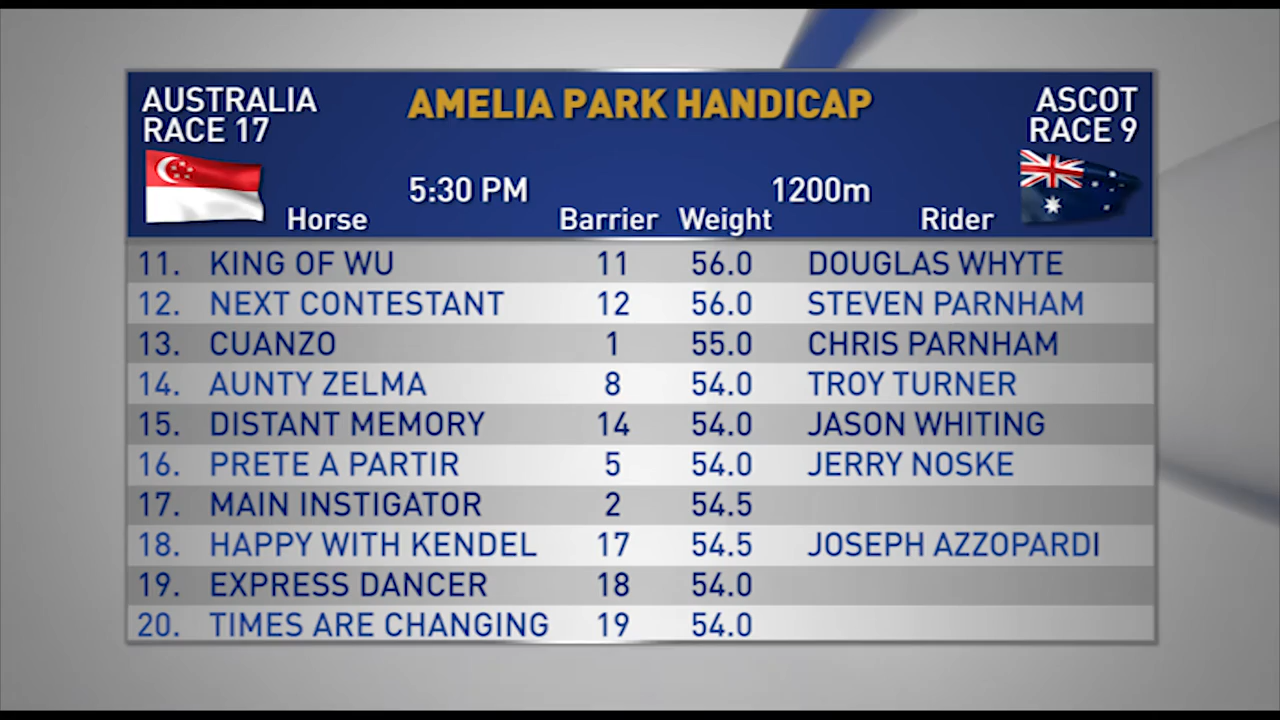 AUSTRALIA
RACE 17
AMELIA PARK HANDICAP
ASCOT
RACE 9
5:30 PM 1200m
Horse Barrier Weight Rider
11. KING OF WU 11 56.0 DOUGLAS WHYTE
12. NEXT CONTESTANT 12 56.0 STEVEN PARNHAM
13. CUANZO 1 55.0 CHRIS PARNHAM
14. AUNTY ZELMA 8 54.0 TROY TURNER
15. DISTANT MEMORY 14 54.0 JASON WHITING
16. PRETE A PARTIR 5 54.0 JERRY NOSKE
17. MAIN INSTIGATOR 2 54.5
18. HAPPY WITH KENDEL 17 54.5 JOSEPH AZZOPARDI
19. EXPRESS DANCER 18 54.0
20. TIMES ARE CHANGING 19 54.0